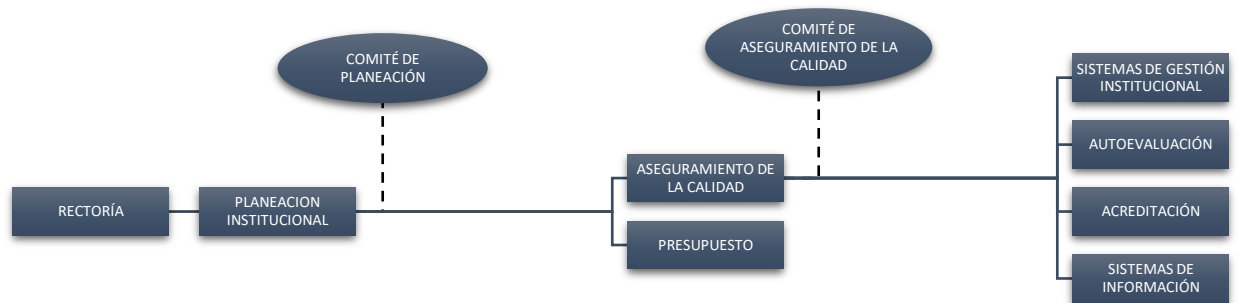 COMITÉ DE
PLANEACIÓN
COMITÉ DE
ASEGURAMIENTO DE LA
CALIDAD
RECTORÍA
PLANEACION
INSTITUCIONAL
ASEGURAMIENTO DE
LA CALIDAD
PRESUPUESTO
SISTEMAS DE GESTIÓN
INSTITUCIONAL
AUTOEVALUACIÓN
ACREDITACIÓN
SISTEMAS DE
INFORMACIÓN